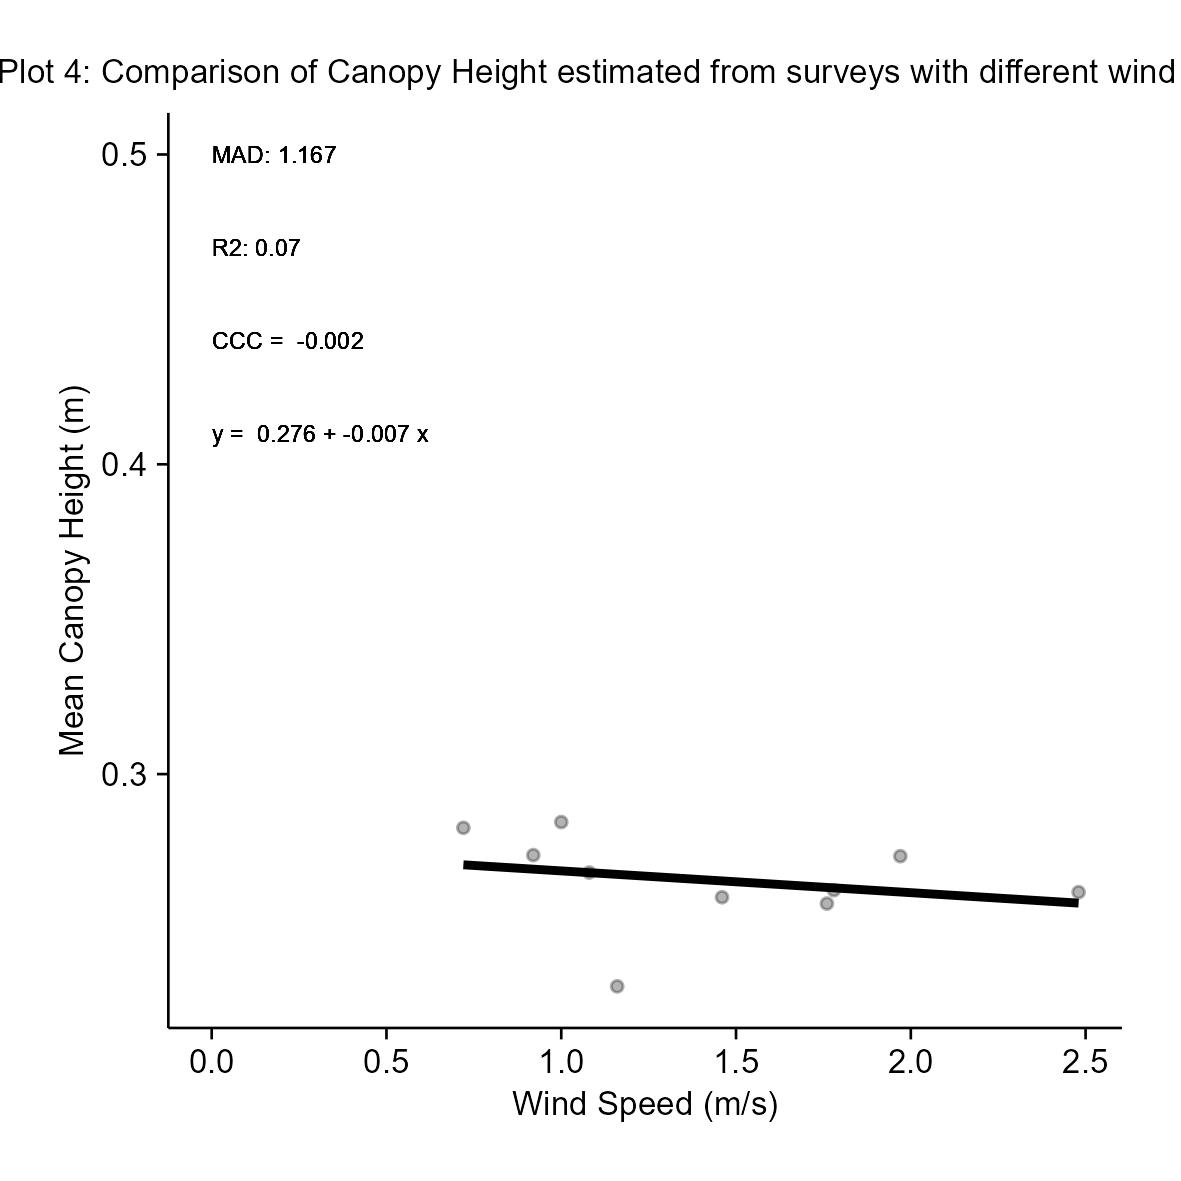 Plot 4: Comparison of Canopy Height estimated from surveys with different wind
0.5
MAD: 1.167
R2: 0.07
CCC =  -0.002
y =  0.276 + -0.007 x
0.4
0.3
Mean Canopy Height (m)
0.0 0.5 1.0 1.5 2.0 2.5
Wind Speed (m/s)